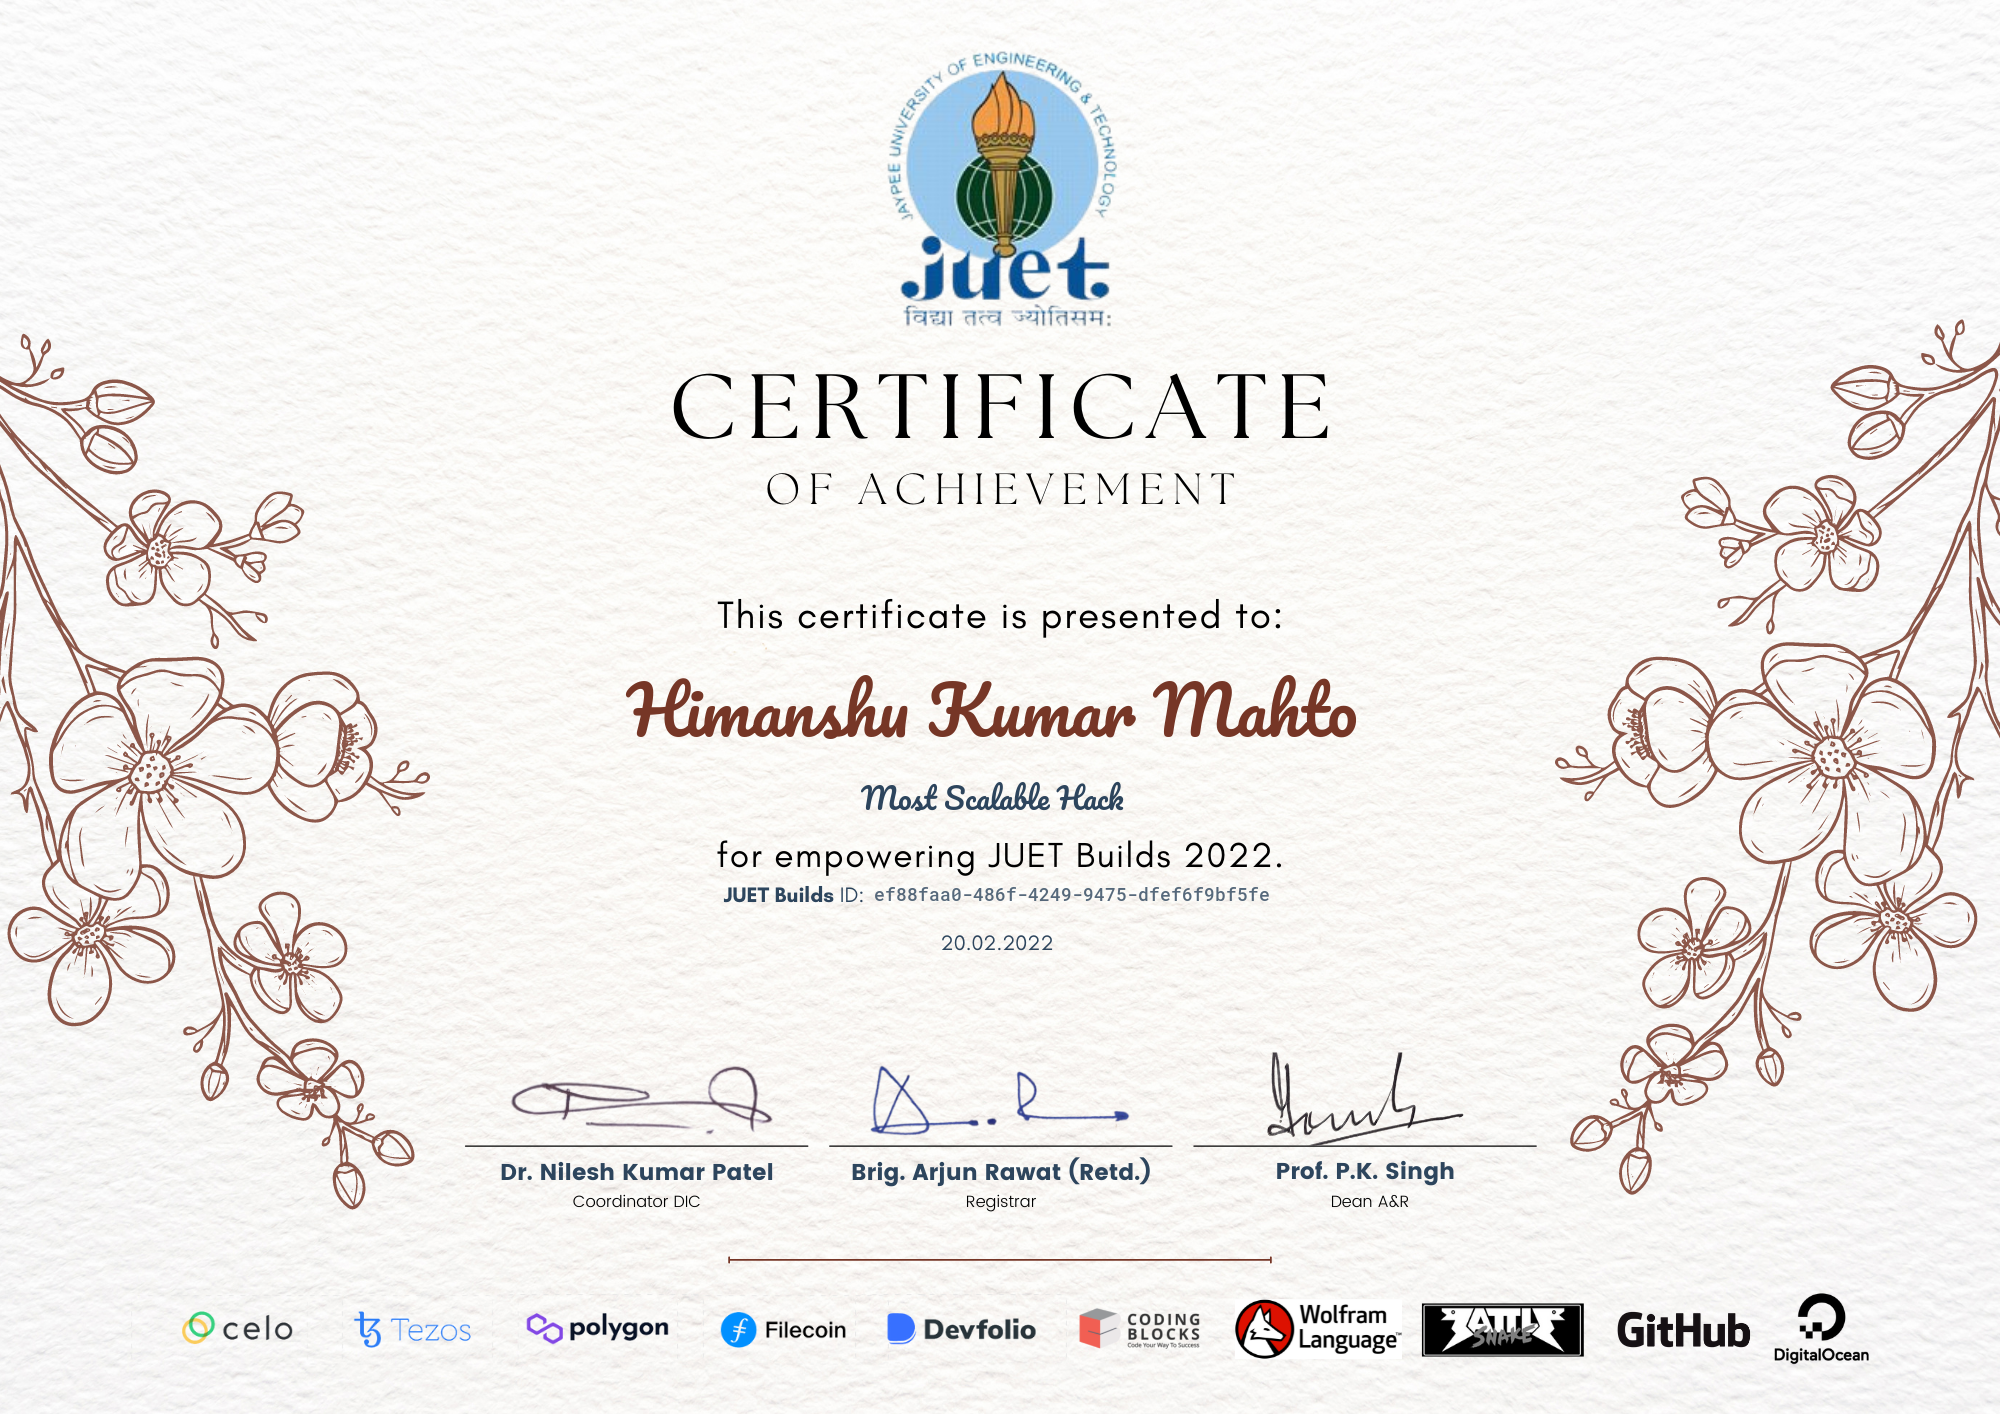 JAYPEE UNIVERSITY OF ENGINEERING & TECHNOLOGY
juet
विद्या तत्व ज्योतिसम:
CERTIFICATE
OF ACHIEVEMENT
This certificate is presented to:
Himanshu Kumar Mahto
Most Scalable Hack
for empowering JUET Builds 2022.
JUET Builds ID: ef88faa0-486f-4249-9475-dfef6f9bf5fe
20.02.2022
Dr. Nilesh Kumar Patel
Coordinator DIC
Brig. Arjun Rawat (Retd.)
Registrar
Prof. P.K. Singh
Dean A&R
celo
Tezos
polygon
Filecoin
Devfolio
CODING
BLOCKS
Code Your Way To Success
Wolfram
Language™
BATTLE
SNAKE
GitHub
DigitalOcean